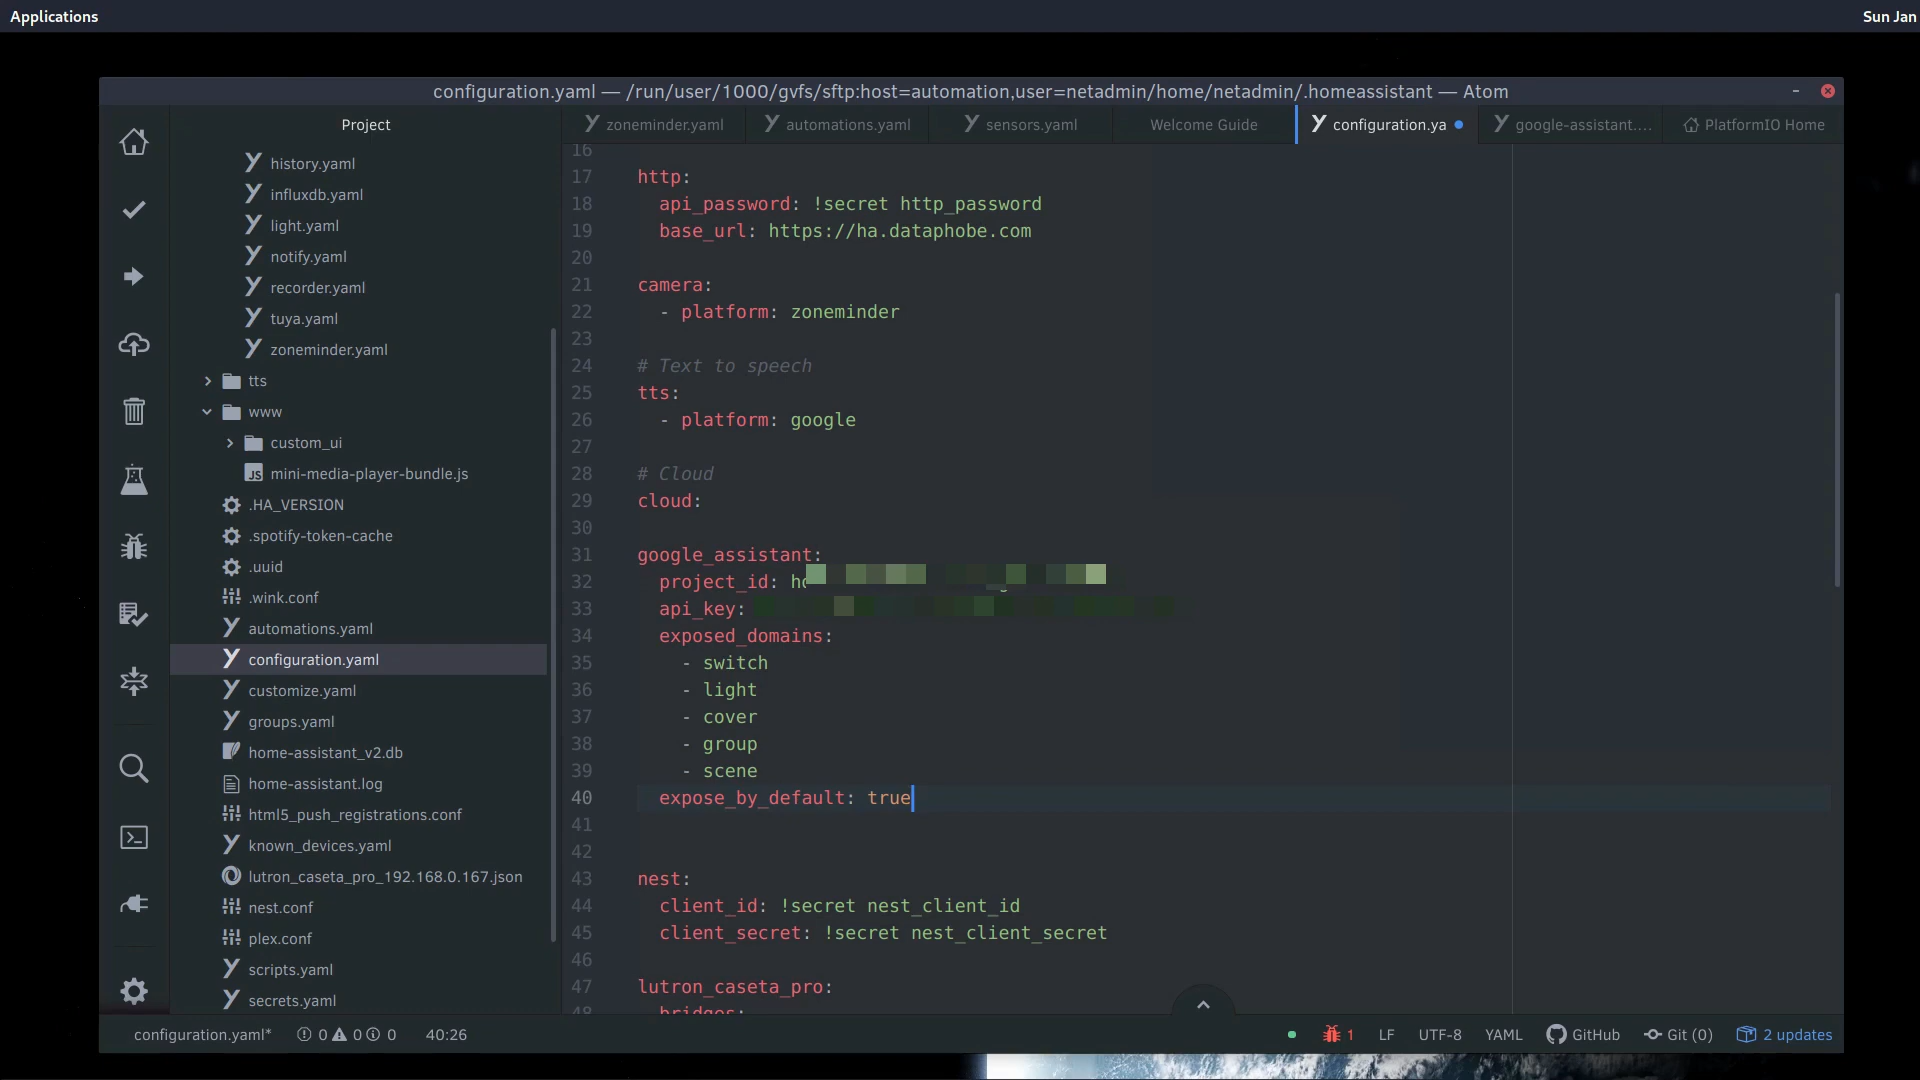 Applications
Sun Jan
configuration.yaml — /run/user/1000/gvfs/sftp:host=automation,user=netadmin/home/netadmin/.homeassistant — Atom
Project
history.yaml
influxdb.yaml
light.yaml
notify.yaml
recorder.yaml
tuya.yaml
zoneminder.yaml
tts
www
custom_ui
mini-media-player-bundle.js
.HA_VERSION
.spotify-token-cache
.uuid
.wink.conf
automations.yaml
configuration.yaml
customize.yaml
groups.yaml
home-assistant_v2.db
home-assistant.log
html5_push_registrations.conf
known_devices.yaml
lutron_caseta_pro_192.168.0.167.json
nest.conf
plex.conf
scripts.yaml
secrets.yaml
zoneminder.yaml automations.yaml sensors.yaml Welcome Guide configuration.ya google-assistant.... PlatformIO Home
16
17 http:
18 api_password: !secret http_password
19 base_url: https://ha.dataphobe.com
20
21 camera:
22 - platform: zoneminder
23
24 # Text to speech
25 tts:
26 - platform: google
27
28 # Cloud
29 cloud:
30
31 google_assistant:
32 project_id:
33 api_key:
34 exposed_domains:
35 - switch
36 - light
37 - cover
38 - group
39 - scene
40 expose_by_default: true
41
42
43 nest:
44 client_id: !secret nest_client_id
45 client_secret: !secret nest_client_secret
46
47 lutron_caseta_pro:
48 bridges:
configuration.yaml* 0 0 0 40:26
1 LF UTF-8 YAML GitHub Git (0) 2 updates